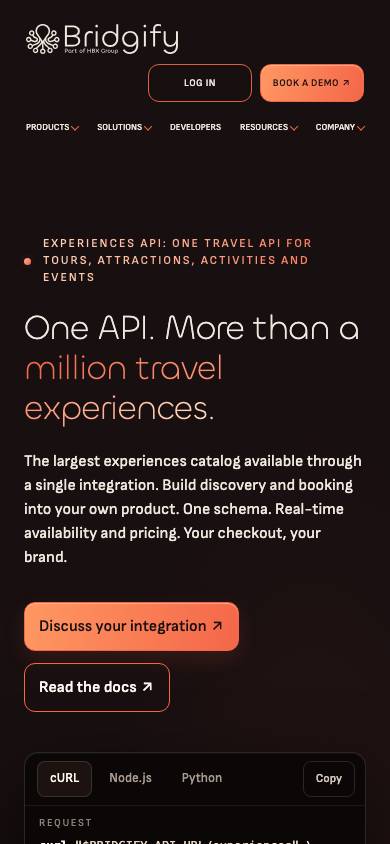 Bridgify
Part of HBX Group
LOG IN
BOOK A DEMO ↗
PRODUCTS
SOLUTIONS
DEVELOPERS
RESOURCES
COMPANY
EXPERIENCES API: ONE TRAVEL API FOR
TOURS, ATTRACTIONS, ACTIVITIES AND
EVENTS
One API. More than a
million travel
experiences.
The largest experiences catalog available through
a single integration. Build discovery and booking
into your own product. One schema. Real-time
availability and pricing. Your checkout, your
brand.
Discuss your integration ↗
Read the docs ↗
cURL
Node.js
Python
Copy
REQUEST